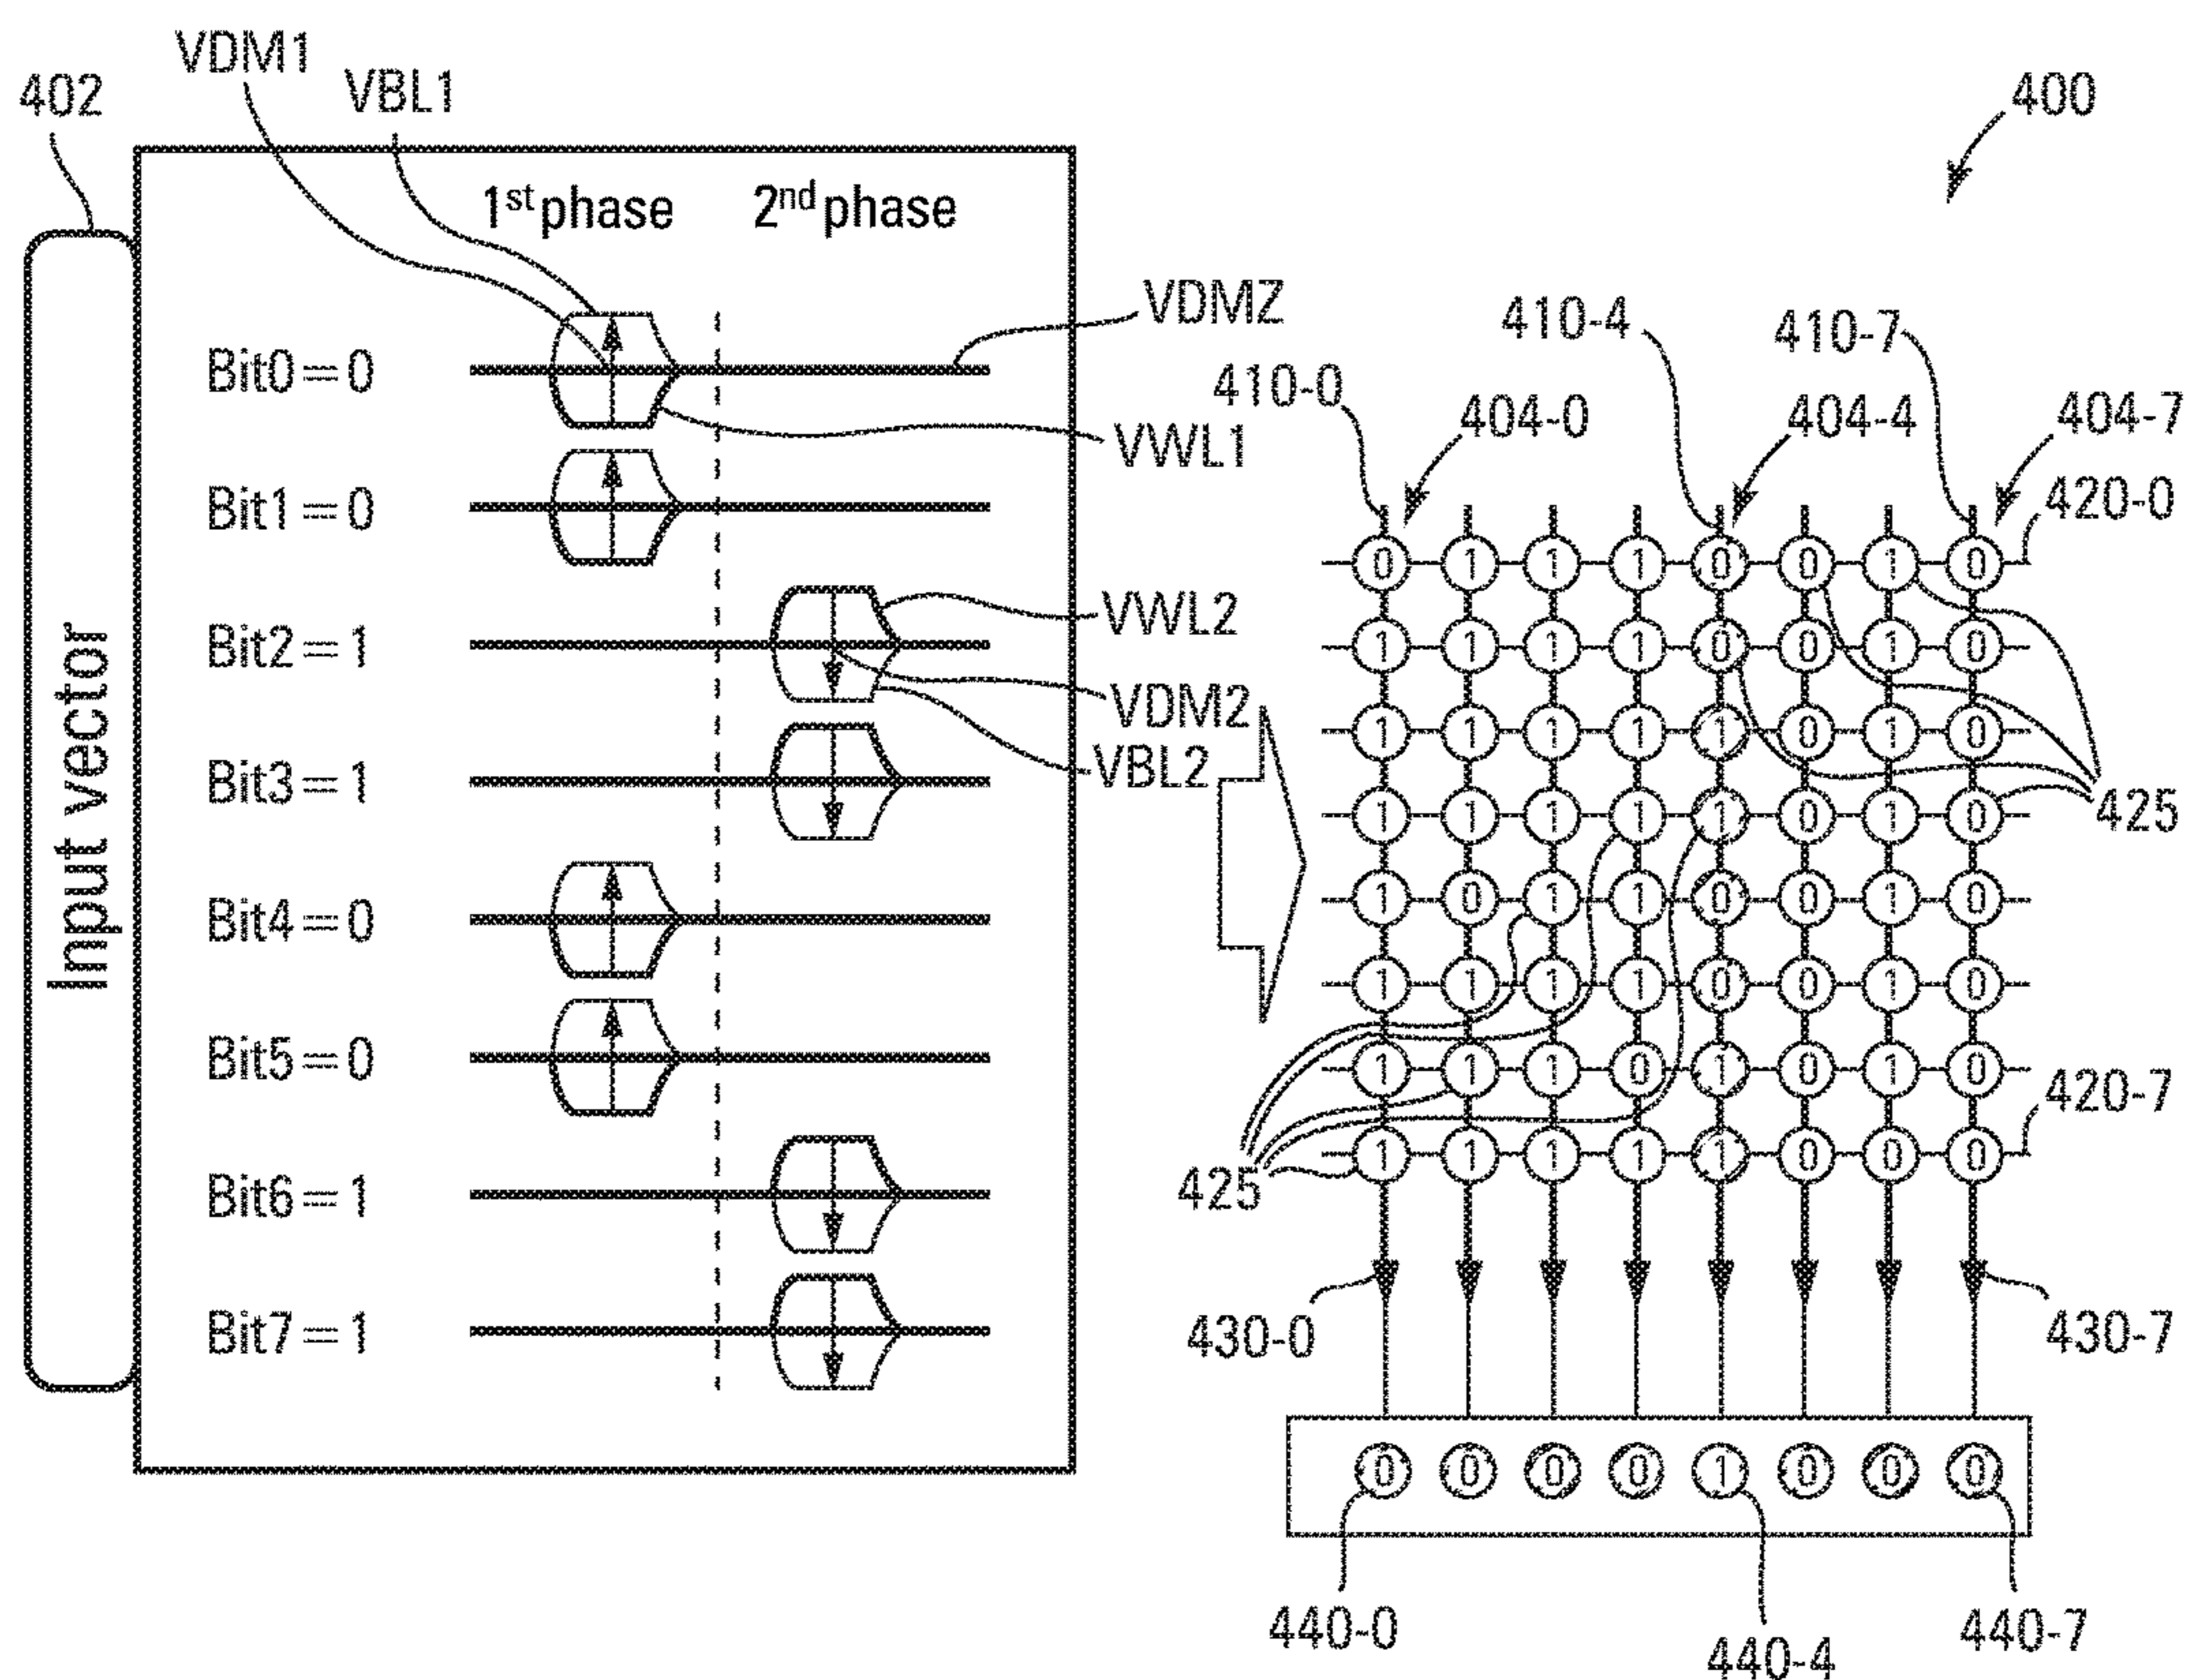 VDM1
VBL1
402
400
1st phase 2nd phase
VDMZ
410-4
410-7
410-0
404-0
404-4
404-7
Bit0=0
VWL1
420-0
Bit1=0
0 1 1 1 0 0 1 0
Bit2=1
VWL2
1 1 1 1 0 0 1 0
VDM2
Input vector
1 1 1 1 1 0 1 0
Bit3=1
VBL2
1 1 1 1 1 0 1 0
425
Bit4=0
1 0 1 1 0 0 1 0
1 1 1 1 0 0 1 0
Bit5=0
1 1 1 0 1 0 1 0
420-7
1 1 1 1 1 0 0 0
Bit6=1
425
Bit7=1
430-0
430-7
0 0 0 0 1 0 0 0
440-0
440-4
440-7